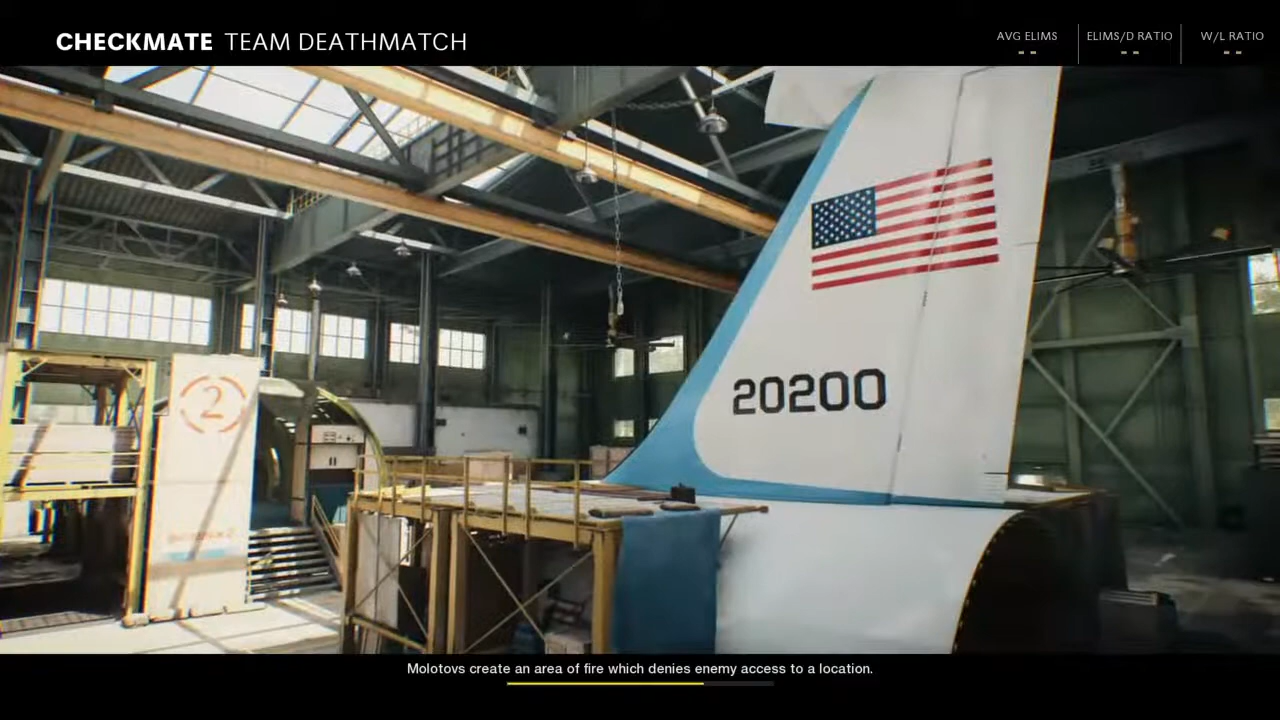 CHECKMATE TEAM DEATHMATCH
AVG ELIMS
- -
ELIMS/D RATIO
- -
W/L RATIO
- -
2
20200
Molotovs create an area of fire which denies enemy access to a location.